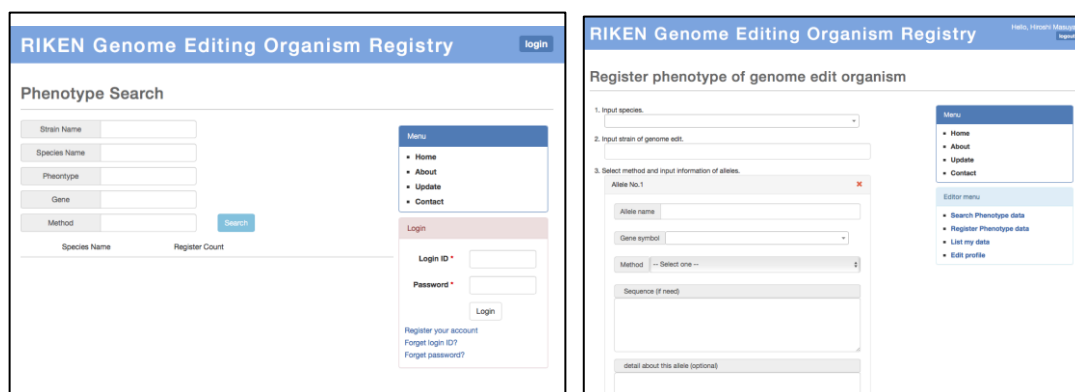 RIKEN Genome Editing Organism Registry
login
Phenotype Search
Strain Name
Species Name
Pheontype
Gene
Method
Search
Species Name Register Count
Menu
Home
About
Update
Contact
Login
Login ID *
Password *
Login
Register your account
Forget login ID?
Forget password?
RIKEN Genome Editing Organism Registry
Hello, Hiroshi Masuya
logout
Register phenotype of genome edit organism
1. Input species.
2. Input strain of genome edit.
3. Select method and input information of alleles.
Allele No.1
Allele name
Gene symbol
Method -- Select one --
Sequence (if need)
detail about this allele (optional)
Menu
Home
About
Update
Contact
Editor menu
Search Phenotype data
Register Phenotype data
List my data
Edit profile